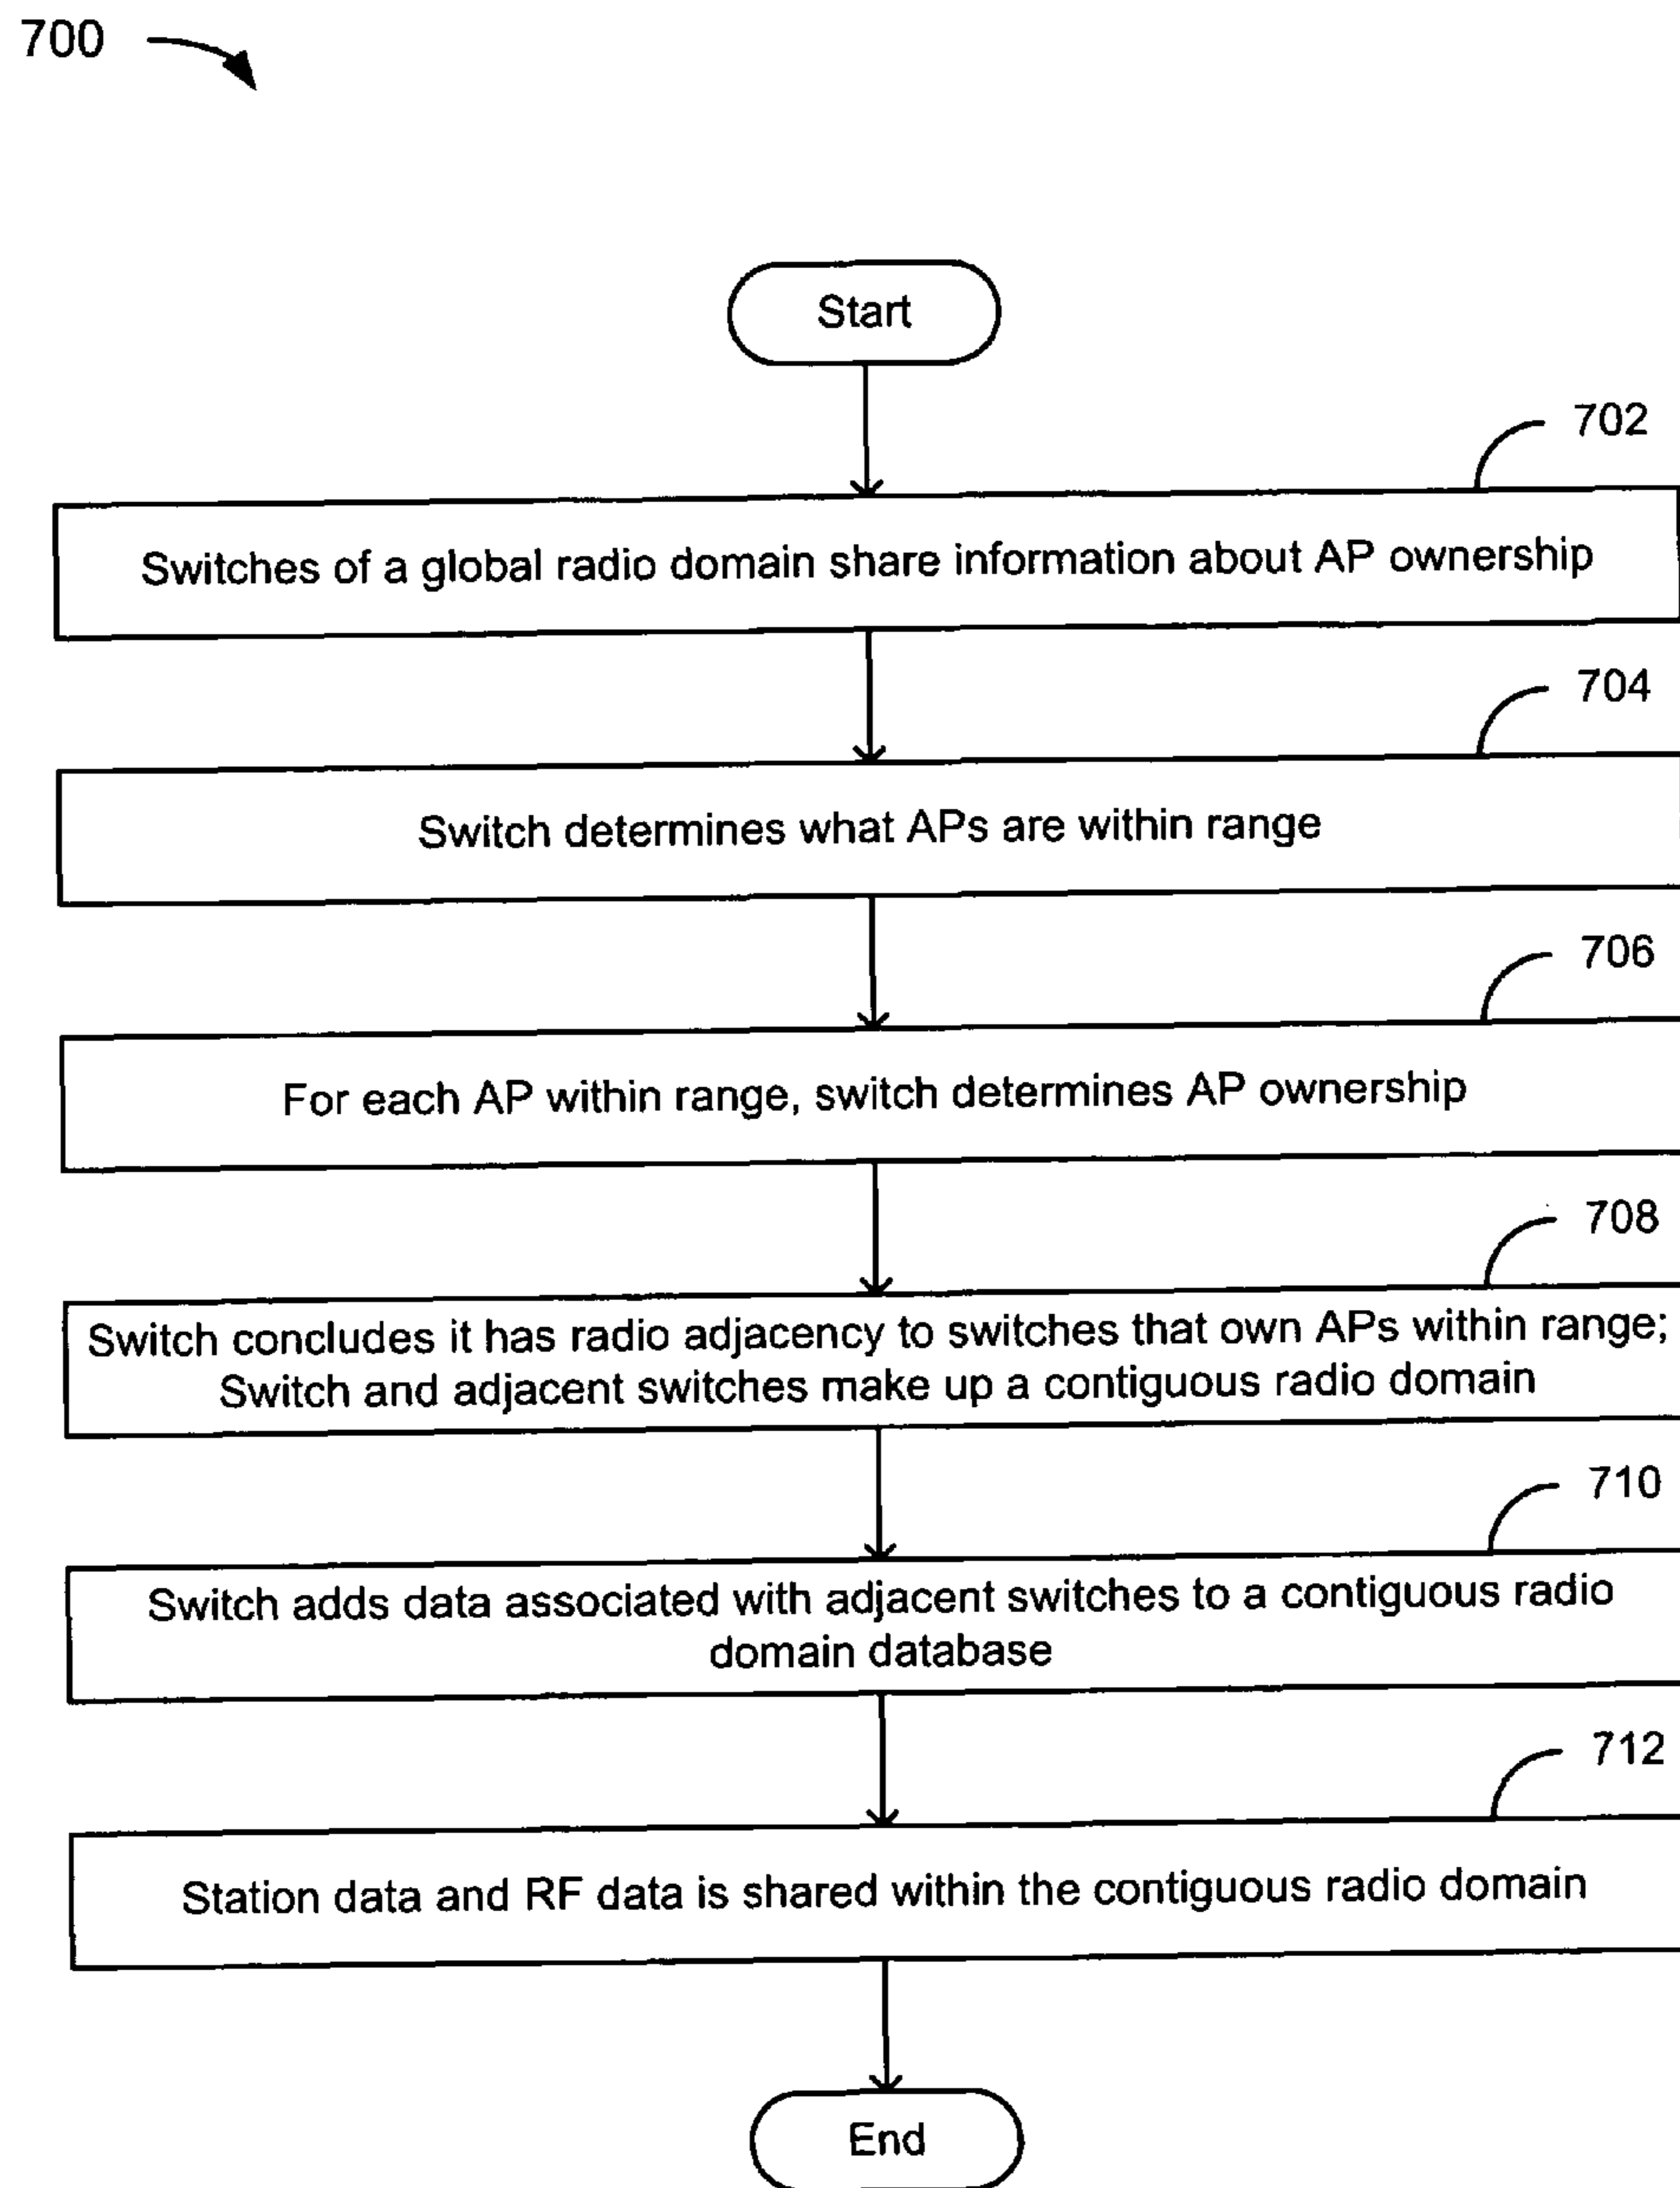 700
Start
702
Switches of a global radio domain share information about AP ownership
704
Switch determines what APs are within range
706
For each AP within range, switch determines AP ownership
708
Switch concludes it has radio adjacency to switches that own APs within range;
Switch and adjacent switches make up a contiguous radio domain
710
Switch adds data associated with adjacent switches to a contiguous radio
domain database
712
Station data and RF data is shared within the contiguous radio domain
End